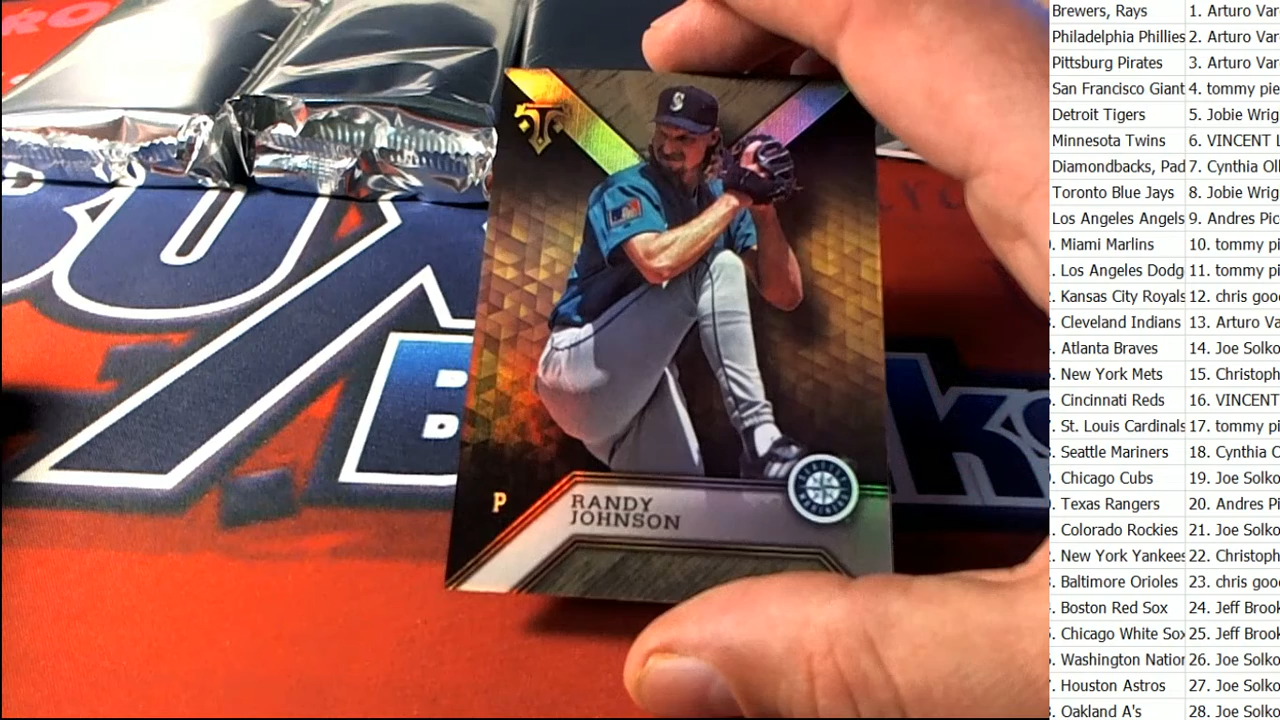 S
T
P
RANDY
JOHNSON
Brewers, Rays 1. Arturo Var
Philadelphia Phillies 2. Arturo Var
Pittsburg Pirates 3. Arturo Var
San Francisco Giant 4. tommy pie
Detroit Tigers 5. Jobie Wrig
Minnesota Twins 6. VINCENT L
Diamondbacks, Pad 7. Cynthia Oll
Toronto Blue Jays 8. Jobie Wrig
Los Angeles Angels 9. Andres Pic
. Miami Marlins 10. tommy pi
. Los Angeles Dodg 11. tommy pi
. Kansas City Royals 12. chris goo
. Cleveland Indians 13. Arturo Va
. Atlanta Braves 14. Joe Solko
. New York Mets 15. Christoph
. Cincinnati Reds 16. VINCENT
. St. Louis Cardinals 17. tommy pi
. Seattle Mariners 18. Cynthia O
. Chicago Cubs 19. Joe Solko
. Texas Rangers 20. Andres Pi
. Colorado Rockies 21. Joe Solko
. New York Yankees 22. Christoph
. Baltimore Orioles 23. chris goo
. Boston Red Sox 24. Jeff Brook
. Chicago White Sox 25. Jeff Brook
. Washington Nation 26. Joe Solko
. Houston Astros 27. Joe Solko
. Oakland A's 28. Joe Solko